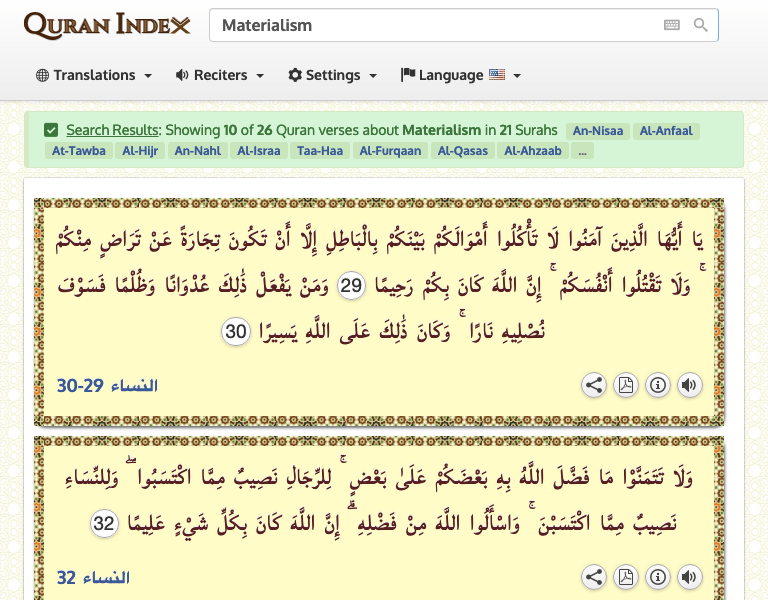 QURAN INDEX
Materialism
Translations
Reciters
Settings
Language
Search Results: Showing 10 of 26 Quran verses about Materialism in 21 Surahs An-Nisaa Al-Anfaal
At-Tawba Al-Hijr An-Nahl Al-Israa Taa-Haa Al-Furqaan Al-Qasas Al-Ahzaab ...
يَا أَيُّهَا الَّذِينَ آمَنُوا لَا تَأْكُلُوا أَمْوَالَكُمْ بَيْنَكُمْ بِالْبَاطِلِ إِلَّا أَنْ تَكُونَ تِجَارَةً عَنْ تَرَاضٍ مِنْكُمْ
ۚ وَلَا تَقْتُلُوا أَنْفُسَكُمْ ۚ إِنَّ اللَّهَ كَانَ بِكُمْ رَحِيمًا 29 وَمَنْ يَفْعَلْ ذَٰلِكَ عُدْوَانًا وَظُلْمًا فَسَوْفَ
نُصْلِيهِ نَارًا ۚ وَكَانَ ذَٰلِكَ عَلَى اللَّهِ يَسِيرًا 30
النساء 29-30
وَلَا تَتَمَنَّوْا مَا فَضَّلَ اللَّهُ بِهِ بَعْضَكُمْ عَلَىٰ بَعْضٍ ۚ لِلرِّجَالِ نَصِيبٌ مِمَّا اكْتَسَبُوا ۖ وَلِلنِّسَاءِ
نَصِيبٌ مِمَّا اكْتَسَبْنَ ۚ وَاسْأَلُوا اللَّهَ مِنْ فَضْلِهِ ۗ إِنَّ اللَّهَ كَانَ بِكُلِّ شَيْءٍ عَلِيمًا 32
النساء 32